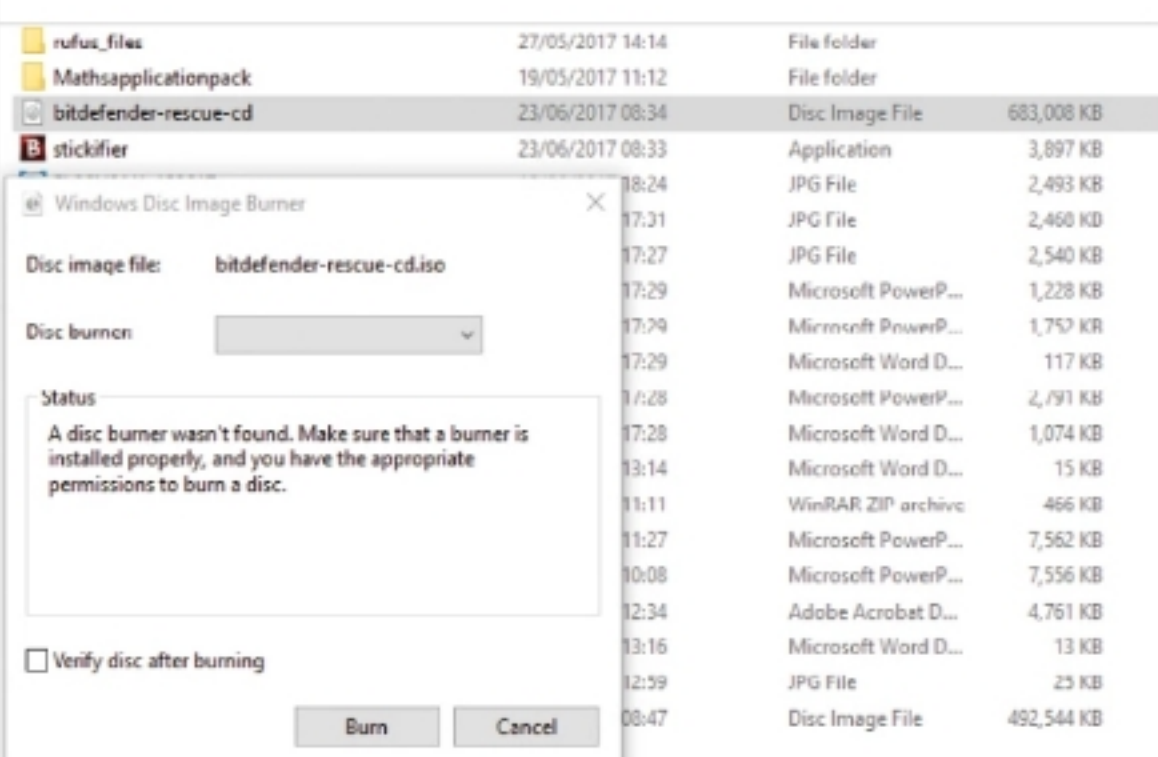 rufus_files 27/05/2017 14:14 File folder
Mathsapplicationpack 19/05/2017 11:12 File folder
bitdefender-rescue-cd 23/06/2017 08:34 Disc Image File 683,008 KB
stickifier 23/06/2017 08:33 Application 3,897 KB
18:24 JPG File 2,493 KB
Windows Disc Image Burner
17:31 JPG File 2,460 KB
Disc image file: bitdefender-rescue-cd.iso
17:27 JPG File 2,540 KB
17:29 Microsoft PowerP... 1,228 KB
Disc burner:
17:29 Microsoft PowerP... 1,752 KB
17:29 Microsoft Word D... 117 KB
Status
17:28 Microsoft PowerP... 2,791 KB
A disc burner wasn't found. Make sure that a burner is
installed properly, and you have the appropriate
permissions to burn a disc.
17:28 Microsoft Word D... 1,074 KB
13:14 Microsoft Word D... 15 KB
11:11 WinRAR ZIP archive 466 KB
11:27 Microsoft PowerP... 7,562 KB
10:08 Microsoft PowerP... 7,556 KB
12:34 Adobe Acrobat D... 4,761 KB
13:16 Microsoft Word D... 13 KB
Verify disc after burning
12:59 JPG File 25 KB
08:47 Disc Image File 492,544 KB
Burn Cancel